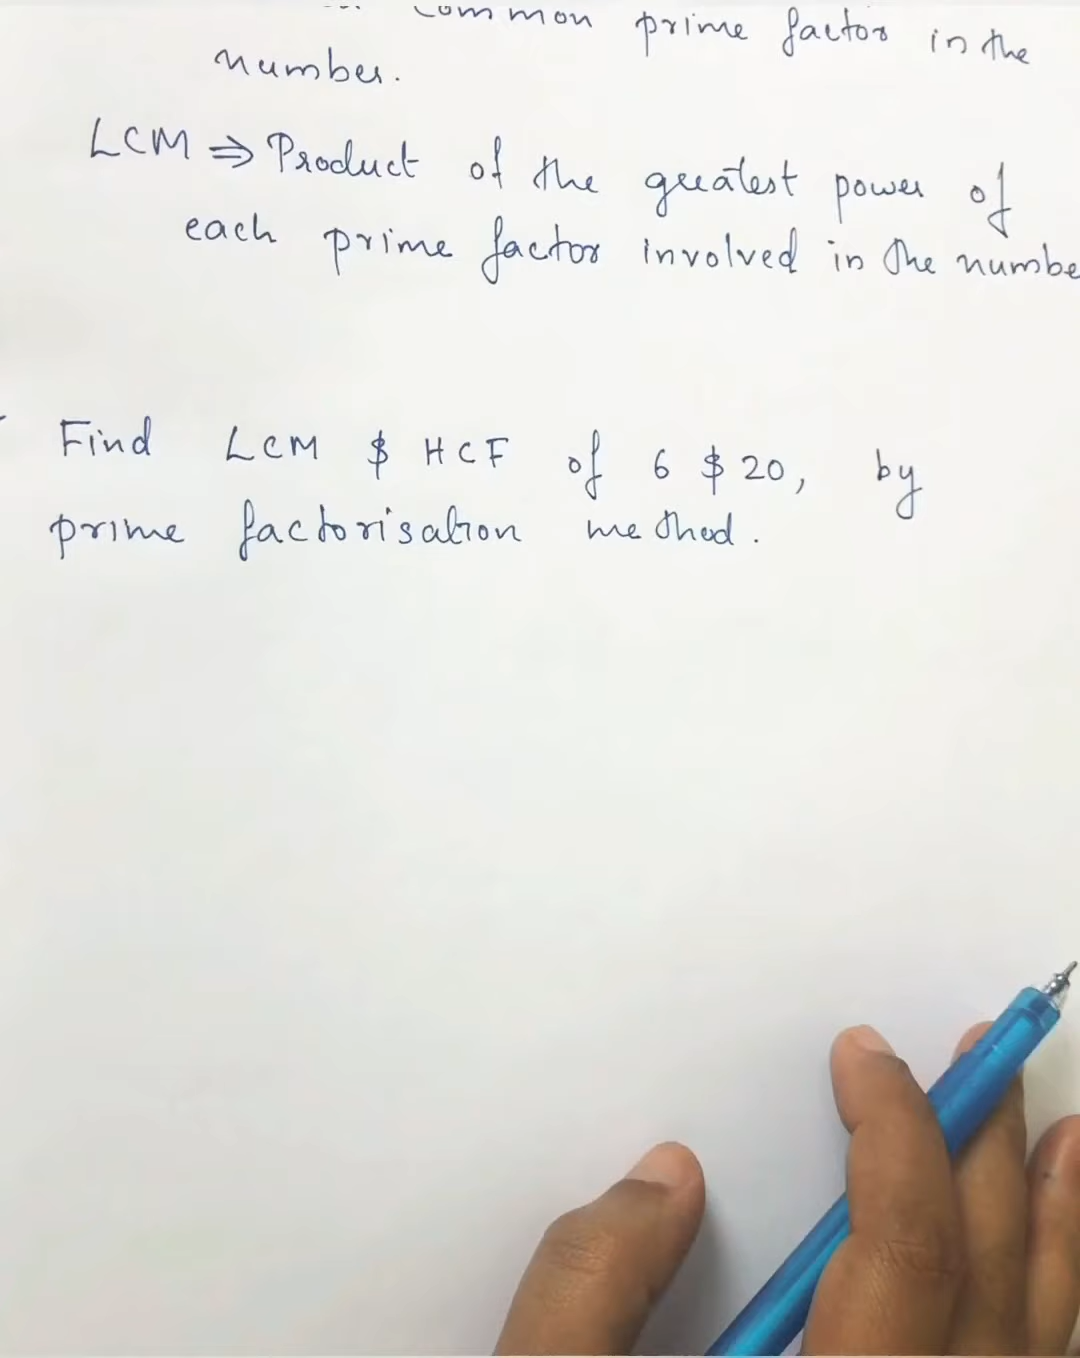 common prime factor in the
number.
LCM ⇒ Product of the greatest power of
each prime factor involved in the numbe
Find LCM $ HCF of 6 $ 20, by
prime factorisation method.